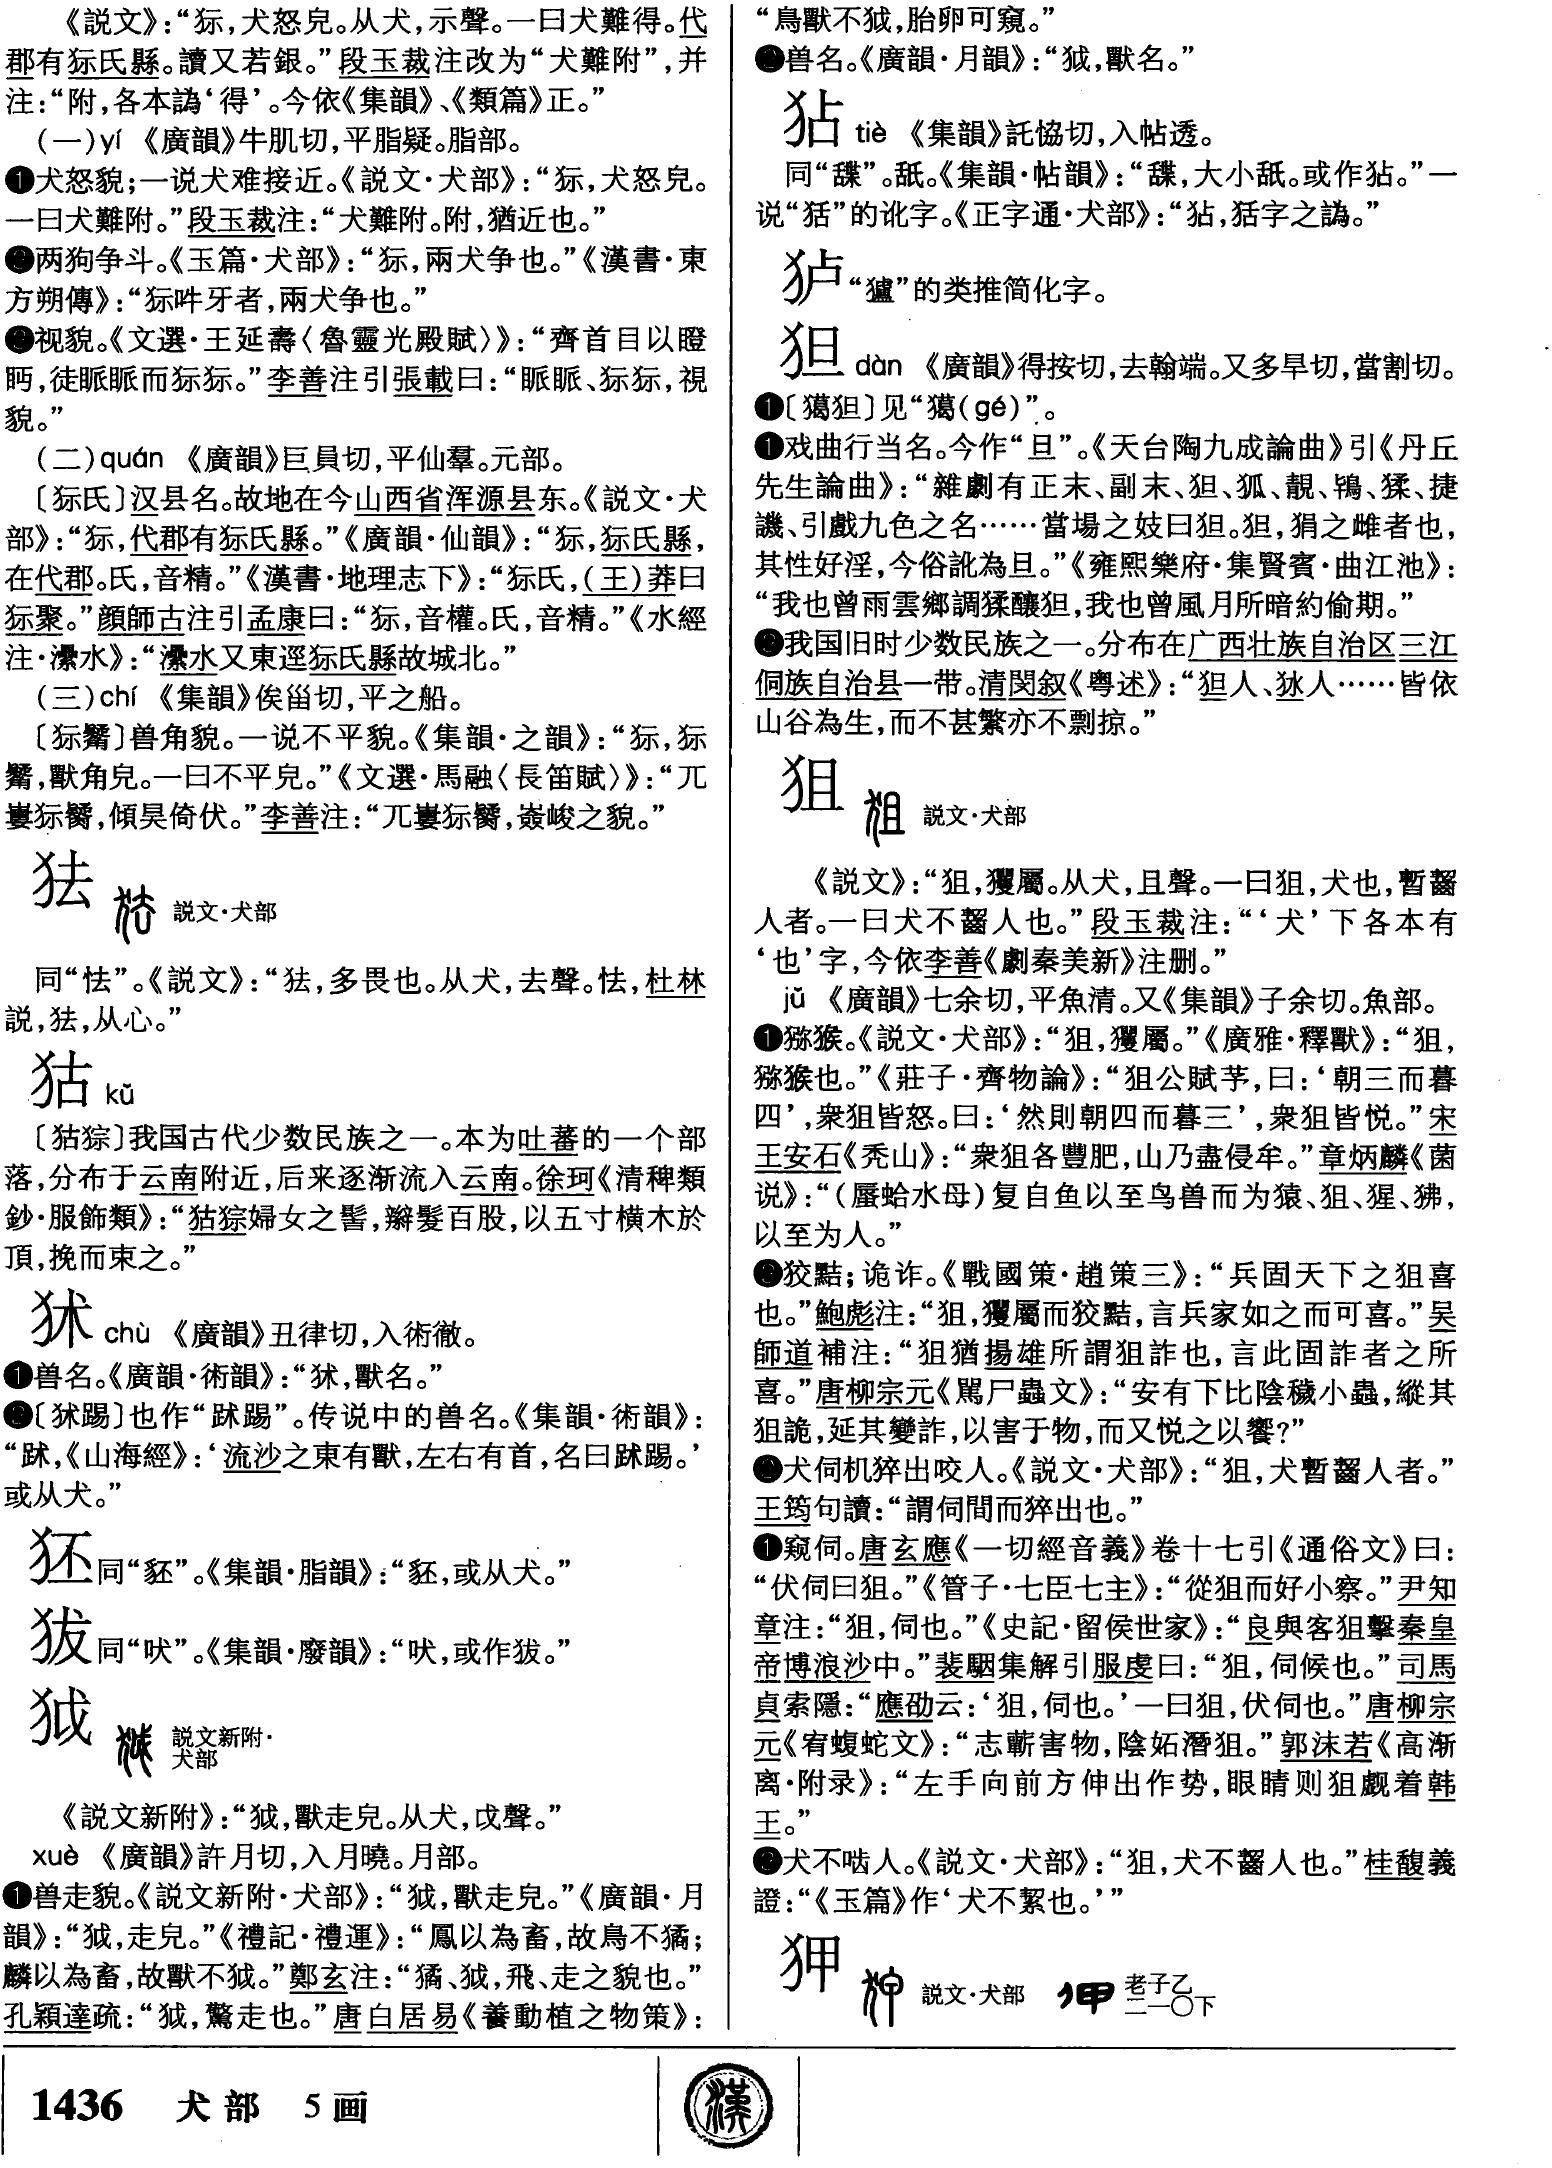 《説文》：“狋，犬怒皃。从犬，示聲。一曰犬難得。代
郡有狋氏縣。讀又若銀。”段玉裁注改为“犬難附”，并
注：“附，各本譌‘得’。今依《集韻》、《類篇》正。”
（一）yí 《廣韻》牛肌切，平脂疑。脂部。
❶犬怒貌；一说犬难接近。《説文·犬部》：“狋，犬怒皃。
一曰犬難附。”段玉裁注：“犬難附。附，猶近也。”
❷两狗争斗。《玉篇·犬部》：“狋，兩犬争也。”《漢書·東
方朔傳》：“狋吽牙者，兩犬争也。”
❸视貌。《文選·王延壽〈魯靈光殿賦〉》：“齊首目以瞪
眄，徒脈脈而狋狋。”李善注引張載曰：“脈脈、狋狋，視
貌。”
（二）quán 《廣韻》巨員切，平仙羣。元部。
〔狋氏〕汉县名。故地在今山西省浑源县东。《説文·犬
部》：“狋，代郡有狋氏縣。”《廣韻·仙韻》：“狋，狋氏縣，
在代郡。氏，音精。”《漢書·地理志下》：“狋氏，（王）莽曰
狋聚。”顔師古注引孟康曰：“狋，音權。氏，音精。”《水經
注·㶟水》：“㶟水又東逕狋氏縣故城北。”
（三）chí 《集韻》俟甾切，平之船。
〔狋觺〕兽角貌。一说不平貌。《集韻·之韻》：“狋，狋
觺，獸角皃。一曰不平皃。”《文選·馬融〈長笛賦〉》：“兀
婁狋觺，傾昊倚伏。”李善注：“兀婁狋觺，嵒峻之貌。”
狜 説文·犬部
同“怯”。《説文》：“狜，多畏也。从犬，去聲。怯，杜林
説，狜，从心。”
狜 kǔ
〔狜猔〕我国古代少数民族之一。本为吐蕃的一个部
落，分布于云南附近，后来逐渐流入云南。徐珂《清稗類
鈔·服飾類》：“狜猔婦女之髻，辮髮百股，以五寸横木於
頂，挽而束之。”
㹤 chù 《廣韻》丑律切，入術徹。
❶兽名。《廣韻·術韻》：“㹤，獸名。”
❷〔㹤踢〕也作“䟣踢”。传说中的兽名。《集韻·術韻》：
“䟣，《山海經》：‘流沙之東有獸，左右有首，名曰䟣踢。’
或从犬。”
狉 同“豾”。《集韻·脂韻》：“豾，或从犬。”
㹳 同“吠”。《集韻·廢韻》：“吠，或作㹳。”
狘 説文新附·
犬部
《説文新附》：“狘，獸走皃。从犬，戉聲。”
xuè 《廣韻》許月切，入月曉。月部。
❶兽走貌。《説文新附·犬部》：“狘，獸走皃。”《廣韻·月
韻》：“狘，走皃。”《禮記·禮運》：“鳳以為畜，故鳥不獝；
麟以為畜，故獸不狘。”鄭玄注：“獝、狘，飛、走之貌也。”
孔穎達疏：“狘，驚走也。”唐白居易《養動植之物策》：
“鳥獸不狘，胎卵可窺。”
❷兽名。《廣韻·月韻》：“狘，獸名。”
㹥 tiè 《集韻》託協切，入帖透。
同“䑜”。舐。《集韻·帖韻》：“䑜，大小舐。或作㹥。”一
说“狧”的讹字。《正字通·犬部》：“㹥，狧字之譌。”
𤝢 “獹”的类推简化字。
狚 dàn 《廣韻》得按切，去翰端。又多旱切，當割切。
❶〔獦狚〕见“獦(gé)”。
❶戏曲行当名。今作“旦”。《天台陶九成論曲》引《丹丘
先生論曲》：“雜劇有正末、副末、狚、狐、靚、鴇、猱、捷
譏、引戲九色之名……當場之妓曰狚。狚，猏之雌者也，
其性好淫，今俗訛為旦。”《雍熙樂府·集賢賓·曲江池》：
“我也曾雨雲鄉調猱釀狚，我也曾風月所暗約偷期。”
❷我国旧时少数民族之一。分布在广西壮族自治区三江
侗族自治县一带。清閔叙《粤述》：“狚人、㹫人……皆依
山谷為生，而不甚繁亦不剽掠。”
狙 説文·犬部
《説文》：“狙，玃屬。从犬，且聲。一曰狙，犬也，暫齧
人者。一曰犬不齧人也。”段玉裁注：“‘犬’下各本有
‘也’字，今依李善《劇秦美新》注删。”
jū 《廣韻》七余切，平魚清。又《集韻》子余切。魚部。
❶猕猴。《説文·犬部》：“狙，玃屬。”《廣雅·釋獸》：“狙，
猕猴也。”《莊子·齊物論》：“狙公賦芧，曰：‘朝三而暮
四’，衆狙皆怒。曰：‘然則朝四而暮三’，衆狙皆悦。”宋
王安石《秃山》：“衆狙各豐肥，山乃盡侵牟。”章炳麟《菌
说》：“（蜃蛤水母）复自鱼以至鸟兽而为猿、狙、猩、狒，
以至为人。”
❷狡黠；诡诈。《戰國策·趙策三》：“兵固天下之狙喜
也。”鮑彪注：“狙，玃屬而狡黠，言兵家如之而可喜。”吴
師道補注：“狙猶揚雄所謂狙詐也，言此固詐者之所
喜。”唐柳宗元《駡尸蟲文》：“安有下比陰穢小蟲，縱其
狙詭，延其變詐，以害于物，而又悦之以饗？”
❸犬伺机猝出咬人。《説文·犬部》：“狙，犬暫齧人者。”
王筠句讀：“謂伺間而猝出也。”
❶窥伺。唐玄應《一切經音義》卷十七引《通俗文》曰：
“伏伺曰狙。”《管子·七臣七主》：“從狙而好小察。”尹知
章注：“狙，伺也。”《史記·留侯世家》：“良與客狙擊秦皇
帝博浪沙中。”裴駰集解引服虔曰：“狙，伺候也。”司馬
貞索隱：“應劭云：‘狙，伺也。’一曰狙，伏伺也。”唐柳宗
元《宥蝮蛇文》：“志蘄害物，陰妬潛狙。”郭沫若《高渐
离·附录》：“左手向前方伸出作势，眼睛则狙觑着韩
王。”
❷犬不啮人。《説文·犬部》：“狙，犬不齧人也。”桂馥義
證：“《玉篇》作‘犬不絜也。’”
狎 説文·犬部 老子乙
二一〇下
1436 犬部 5画
漢